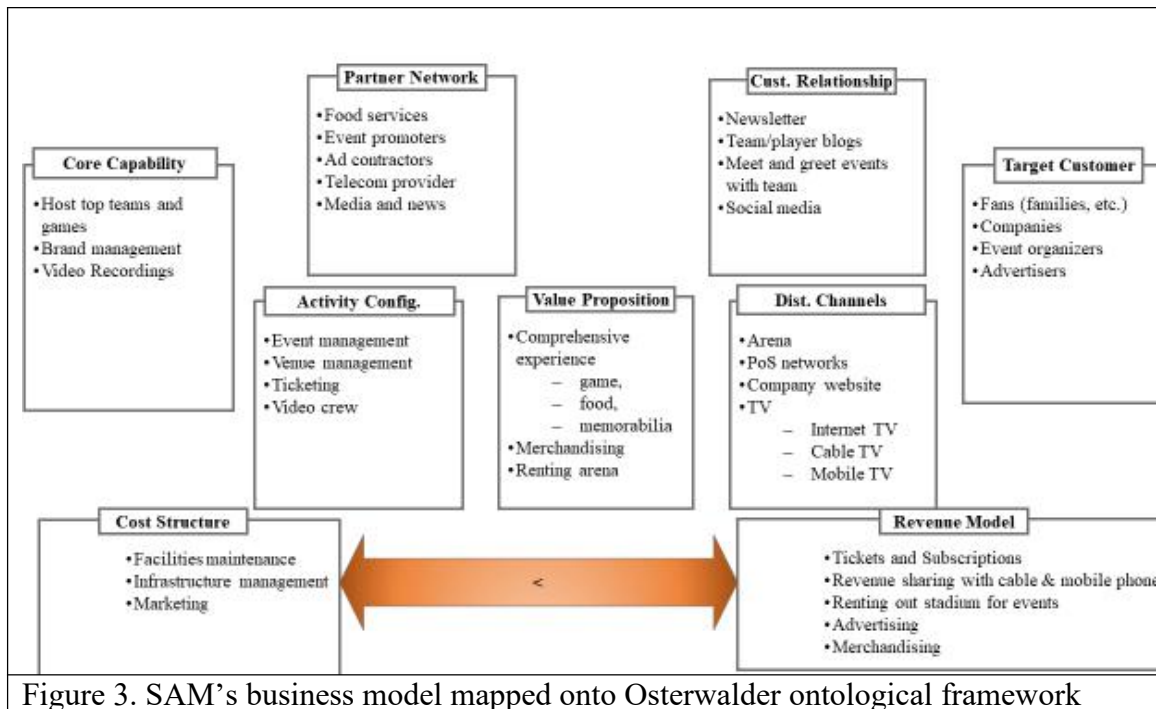 Partner Network
•Food services
•Event promoters
•Ad contractors
•Telecom provider
•Media and news
Cust. Relationship
•Newsletter
•Team/player blogs
•Meet and greet events
with team
•Social media
Core Capability
•Host top teams and
games
•Brand management
•Video Recordings
Target Customer
•Fans (families, etc.)
•Companies
•Event organizers
•Advertisers
Activity Config.
•Event management
•Venue management
•Ticketing
•Video crew
Value Proposition
•Comprehensive
experience
– game,
– food,
– memorabilia
•Merchandising
•Renting arena
Dist. Channels
•Arena
•PoS networks
•Company website
•TV
– Internet TV
– Cable TV
– Mobile TV
Cost Structure
•Facilities maintenance
•Infrastructure management
•Marketing
<
Revenue Model
•Tickets and Subscriptions
•Revenue sharing with cable & mobile phone
•Renting out stadium for events
•Advertising
•Merchandising
Figure 3. SAM’s business model mapped onto Osterwalder ontological framework